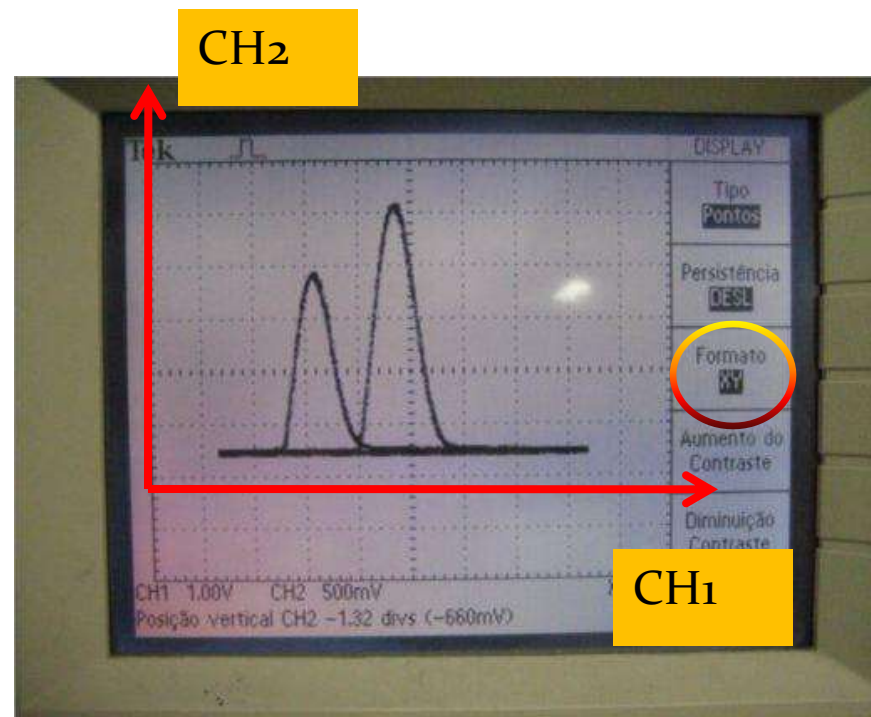 CH2
Tek
DISPLAY
Tipo
Pontos
Persistência
DESL
Formato
XY
Aumento do
Contraste
Diminuição
Contraste
CH1 1.00V CH2 500mV
Posição vertical CH2 -1.32 divs (-660mV)
CH1